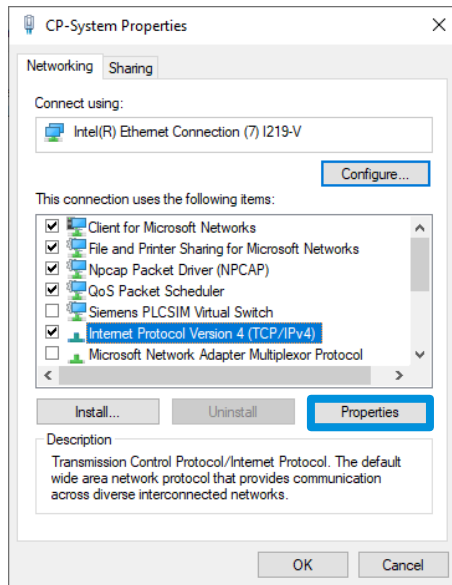 CP-System Properties
Networking
Sharing
Connect using:
Intel(R) Ethernet Connection (7) I219-V
Configure...
This connection uses the following items:
Client for Microsoft Networks
File and Printer Sharing for Microsoft Networks
Npcap Packet Driver (NPCAP)
QoS Packet Scheduler
Siemens PLCSIM Virtual Switch
Internet Protocol Version 4 (TCP/IPv4)
Microsoft Network Adapter Multiplexor Protocol
Install...
Uninstall
Properties
Description
Transmission Control Protocol/Internet Protocol. The default
wide area network protocol that provides communication
across diverse interconnected networks.
OK
Cancel